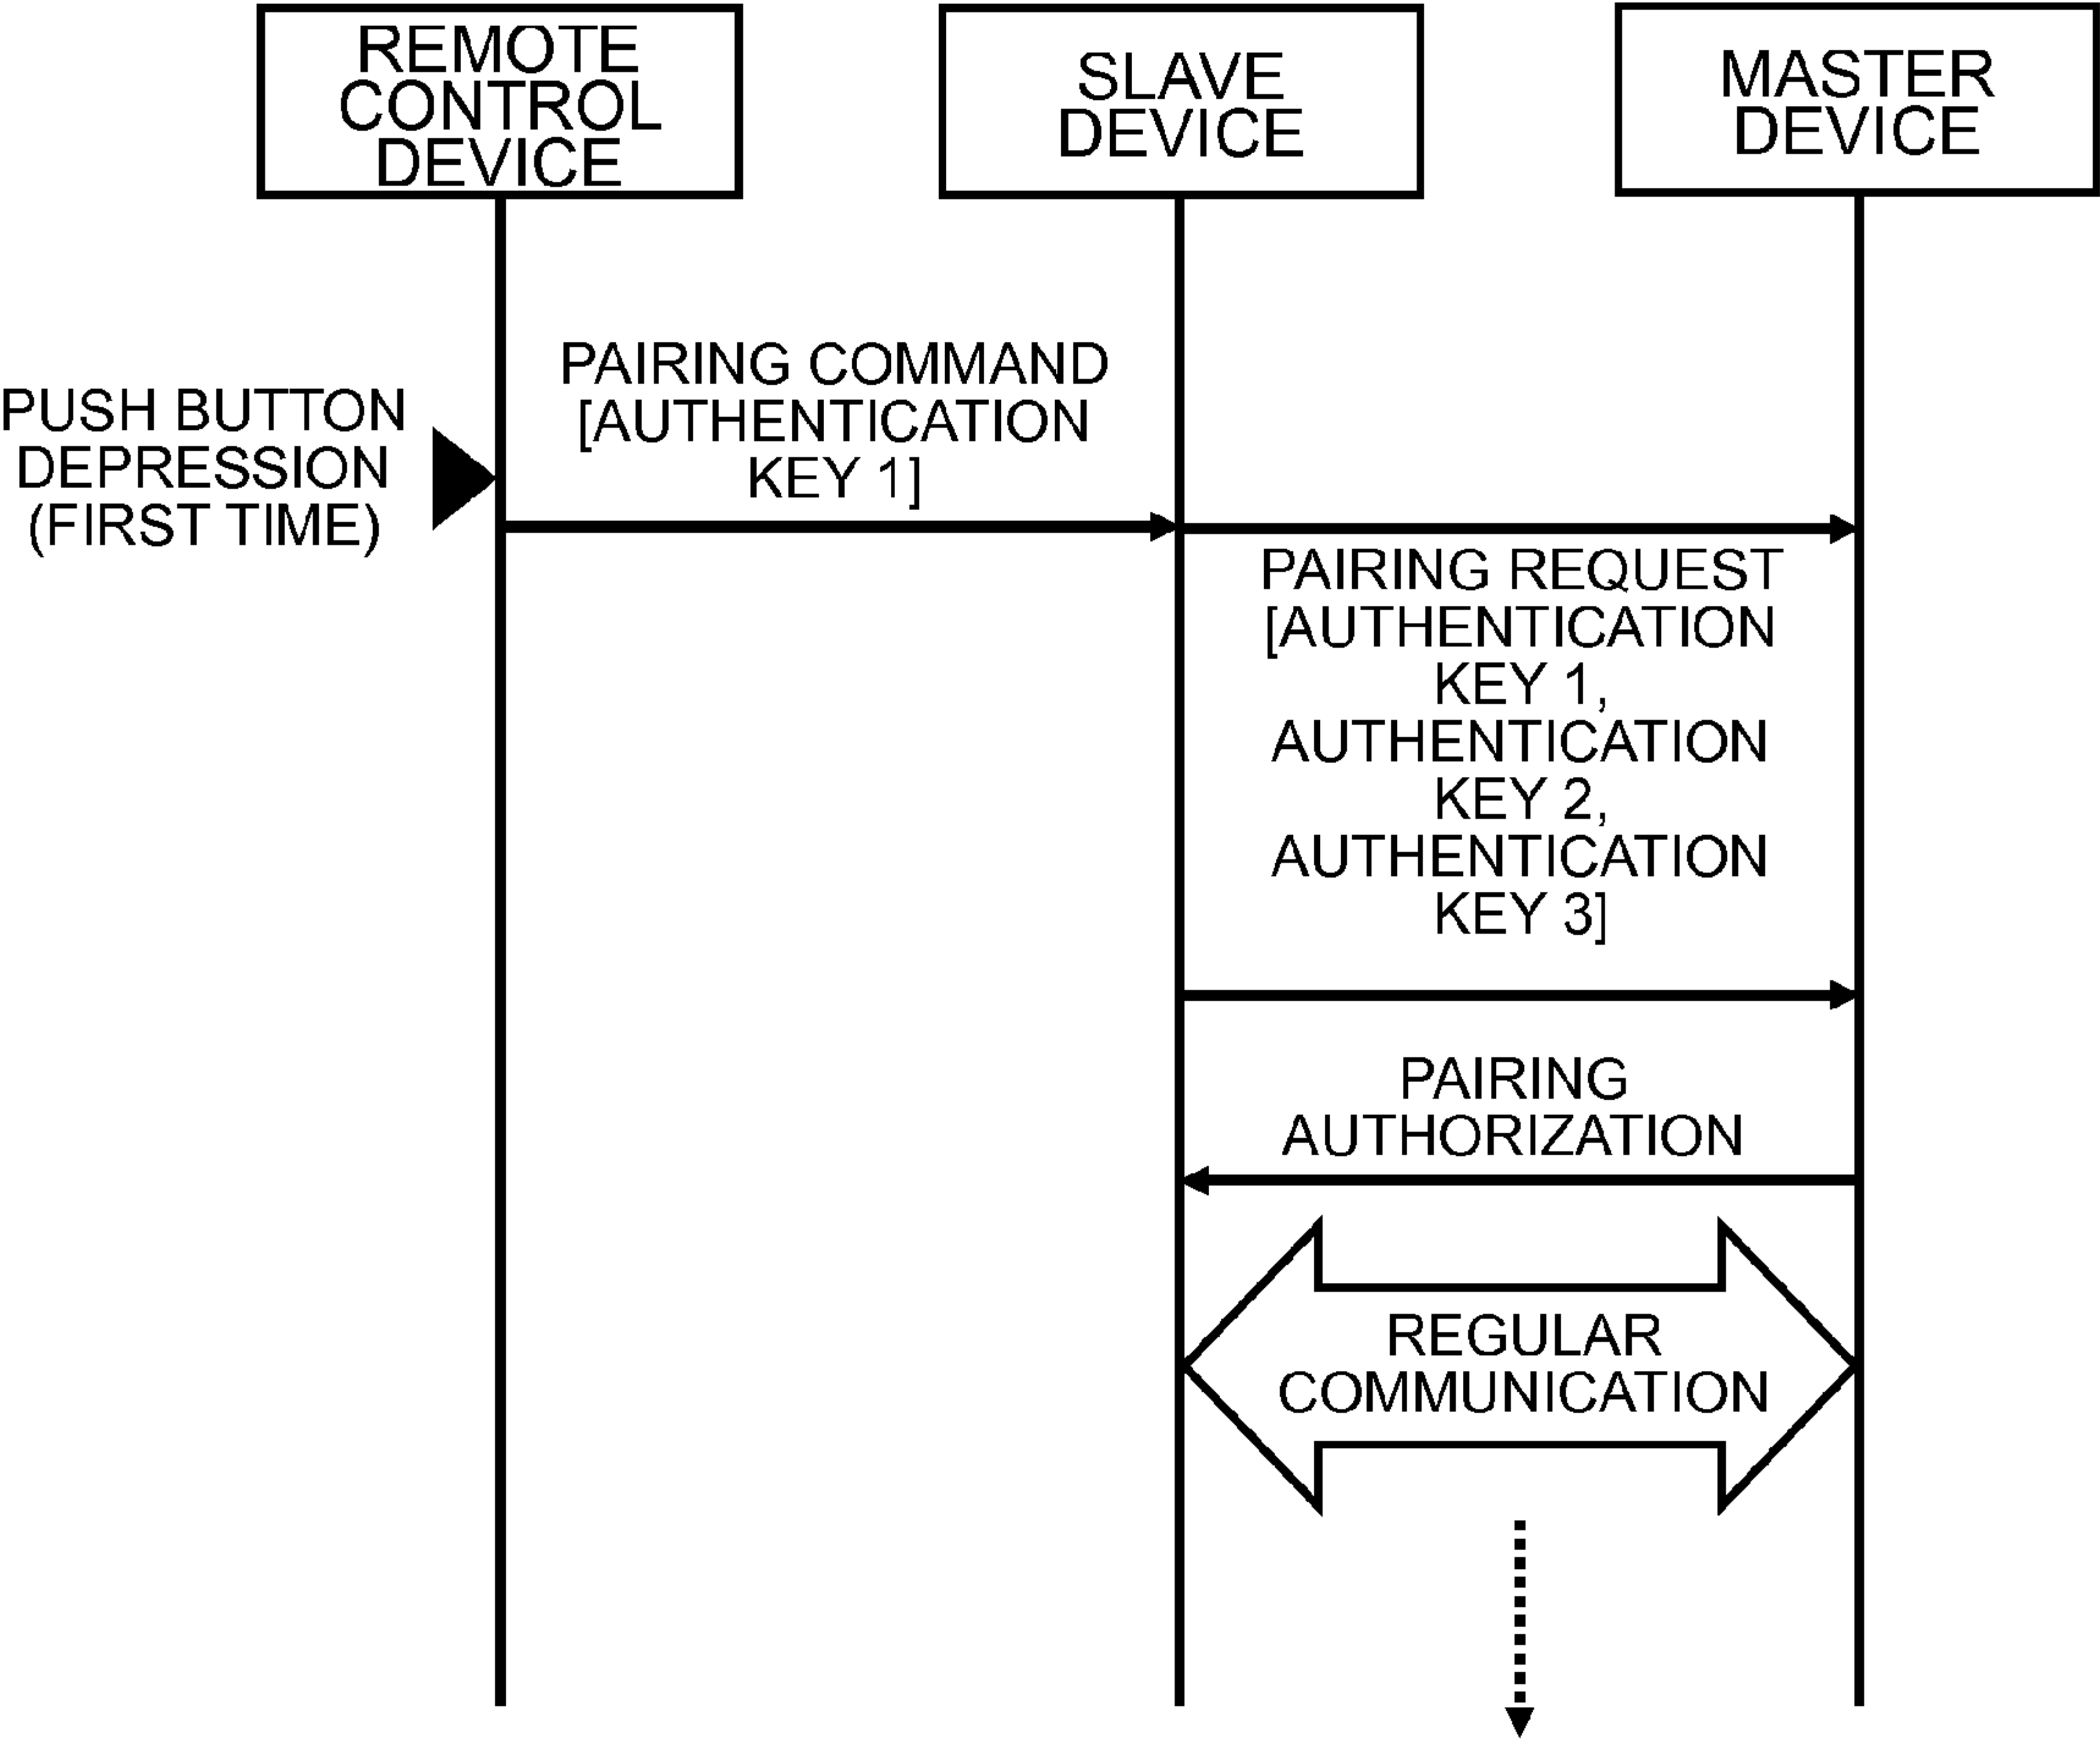 REMOTE
CONTROL
DEVICE
SLAVE
DEVICE
MASTER
DEVICE
PUSH BUTTON
DEPRESSION
(FIRST TIME)
PAIRING COMMAND
[AUTHENTICATION
KEY 1]
PAIRING REQUEST
[AUTHENTICATION
KEY 1,
AUTHENTICATION
KEY 2,
AUTHENTICATION
KEY 3]
PAIRING
AUTHORIZATION
REGULAR
COMMUNICATION